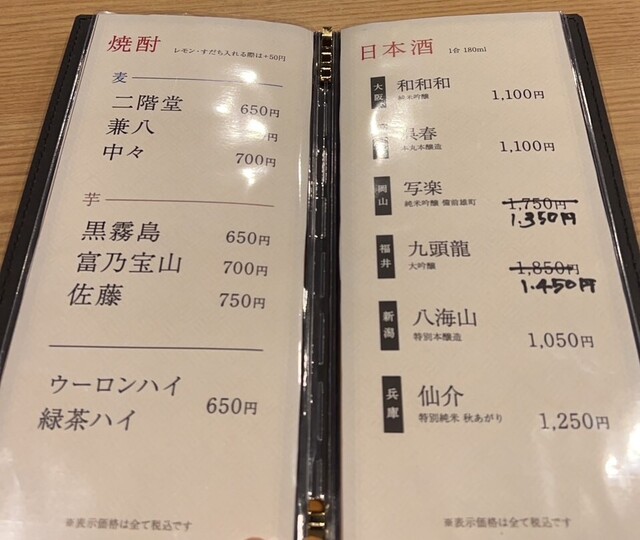 焼酎 レモン・すだち入れる際は+50円
麦
二階堂 650円
兼八
中々 700円
芋
黒霧島 650円
富乃宝山 700円
佐藤 750円
ウーロンハイ
緑茶ハイ 650円
※表示価格は全て税込です
日本酒 1合 180ml
大阪 和和和 1,100円
純米吟醸
春 1,100円
本丸本醸造
岡山 写楽 1,750円
純米吟醸 備前雄町 1.350円
福井 九頭龍 1,850円
大吟醸 1.450円
新潟 八海山 1,050円
特別本醸造
兵庫 仙介 1,250円
特別純米 秋あがり
※表示価格は全て税込です